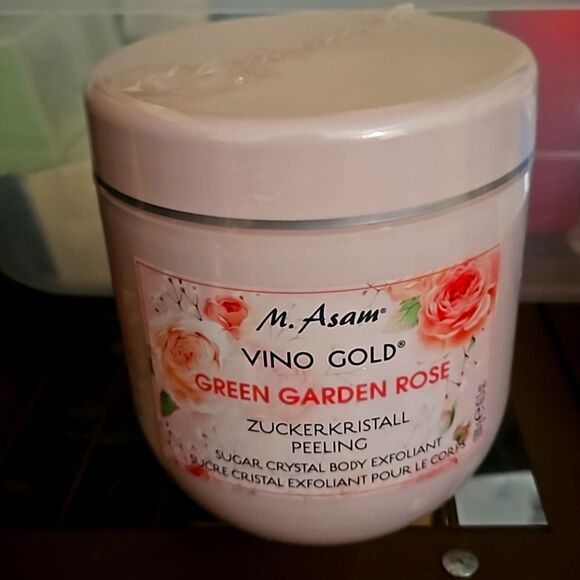 M. Asam®
VINO GOLD®
GREEN GARDEN ROSE
ZUCKERKRISTALL
PEELING
SUGAR CRYSTAL BODY EXFOLIANT
SUCRE CRISTAL EXFOLIANT POUR LE CORPS